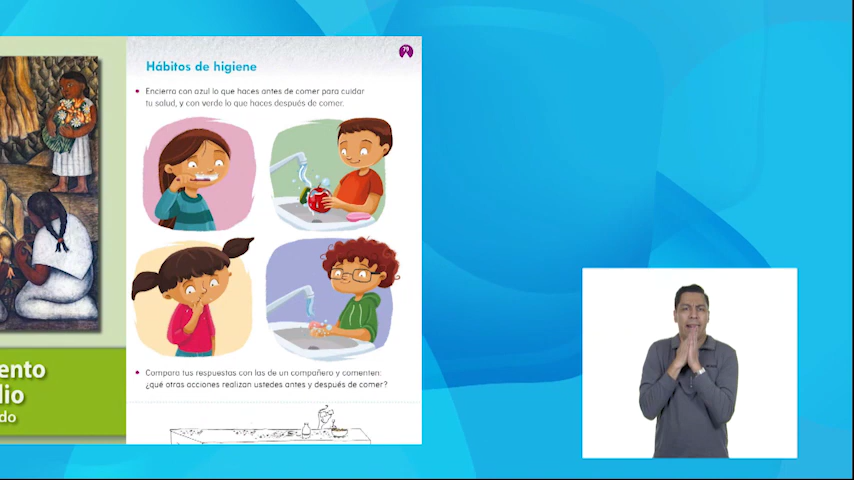 79
Hábitos de higiene
• Encierra con azul lo que haces antes de comer para cuidar
tu salud, y con verde lo que haces después de comer.
• Compara tus respuestas con las de un compañero y comenten:
¿qué otras acciones realizan ustedes antes y después de comer?
ento
dio
do